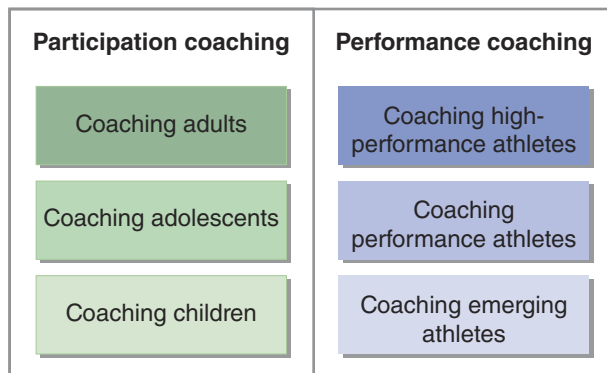 Participation coaching
Coaching adults
Coaching adolescents
Coaching children
Performance coaching
Coaching high-
performance athletes
Coaching
performance athletes
Coaching emerging
athletes